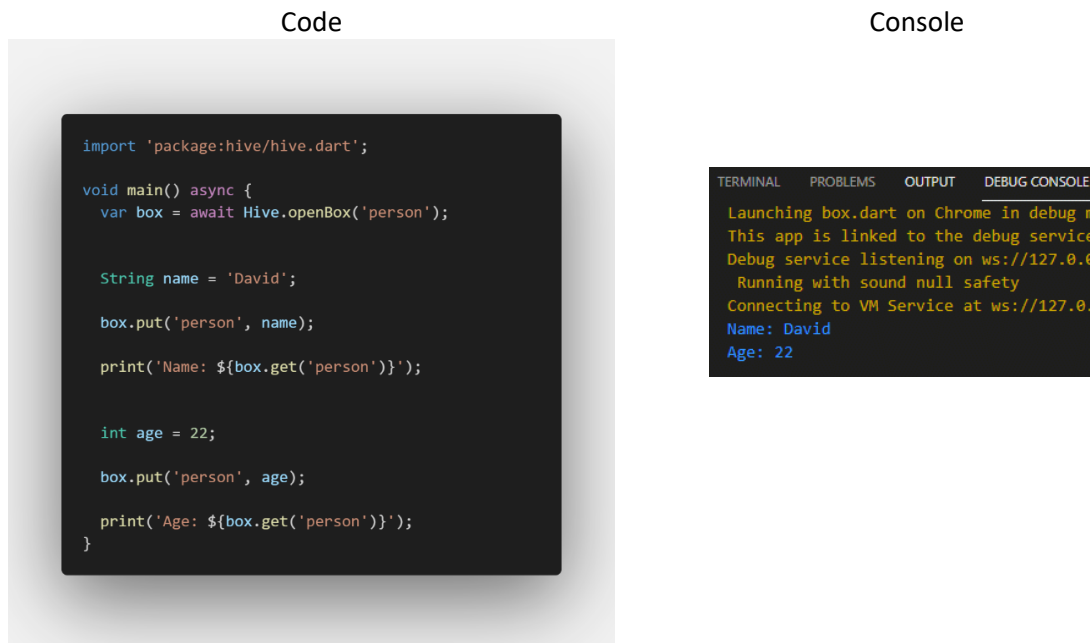 Code
Console
import 'package:hive/hive.dart';
void main() async {
var box = await Hive.openBox('person');
String name = 'David';
box.put('person', name);
print('Name: ${box.get('person')}');
int age = 22;
box.put('person', age);
print('Age: ${box.get('person')}');
}
TERMINAL PROBLEMS OUTPUT DEBUG CONSOLE
Launching box.dart on Chrome in debug
This app is linked to the debug service
Debug service listening on ws://127.0.0
Running with sound null safety
Connecting to VM Service at ws://127.0.
Name: David
Age: 22